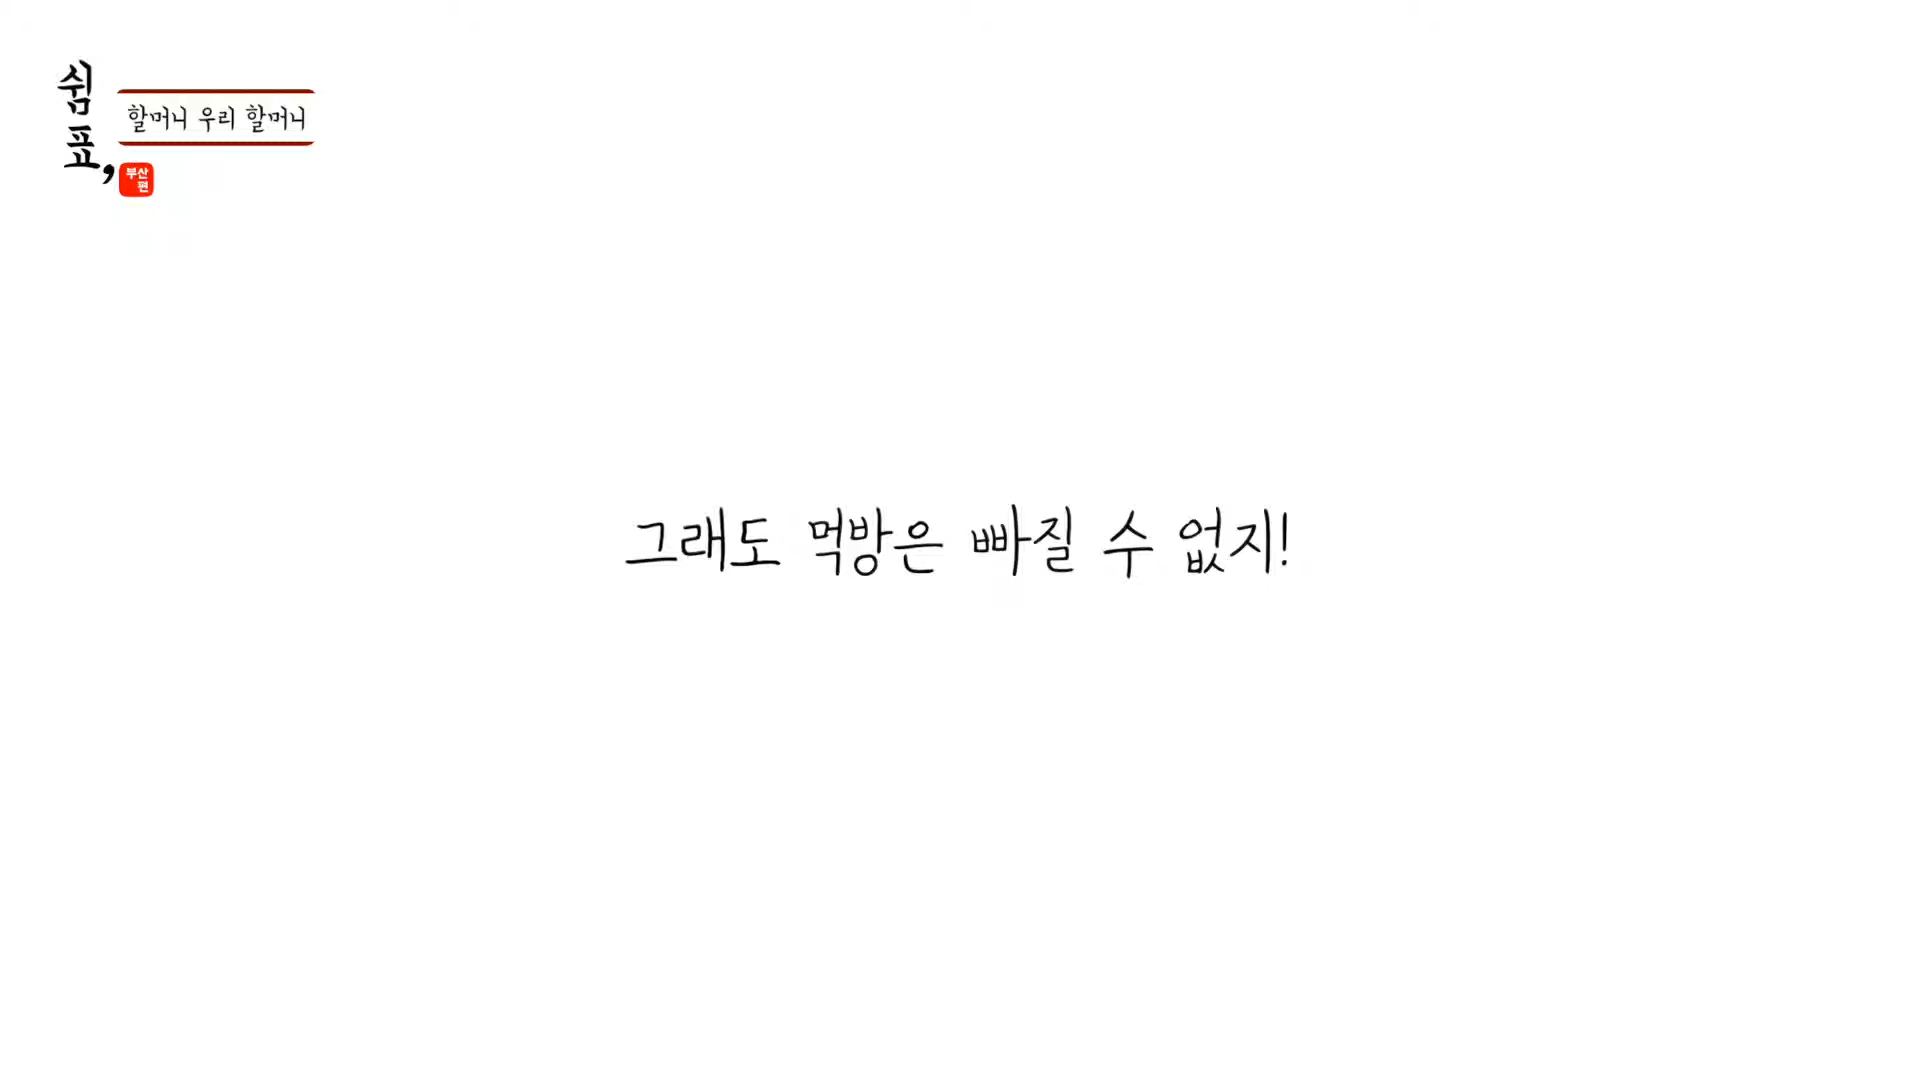 쉼표,
할머니 우리 할머니
부산
편
그래도 먹방은 빠질 수 없지!